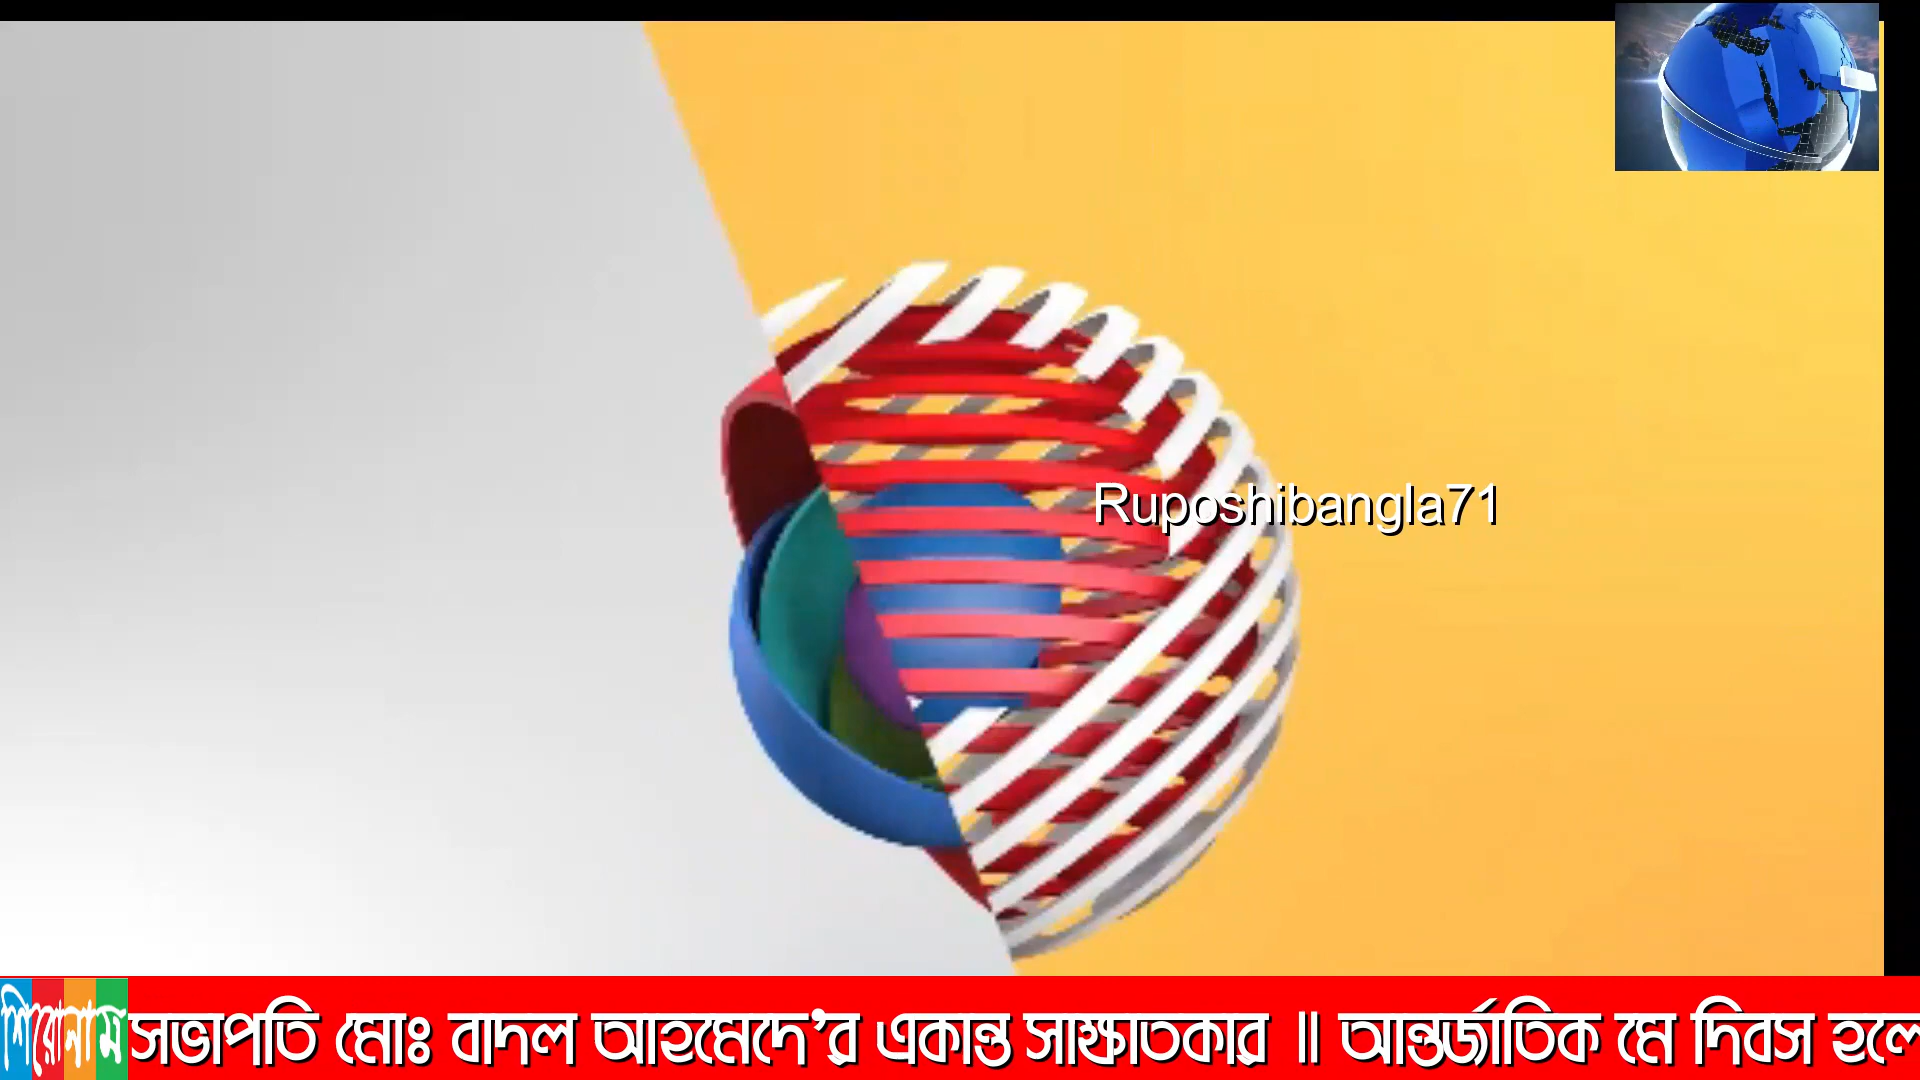 Ruposhibangla71
শিরোনাম
সভাপতি মোঃ বাদল আহমেদে’র একান্ত সাক্ষাতকার ॥ আন্তর্জাতিক মে দিবস হলে